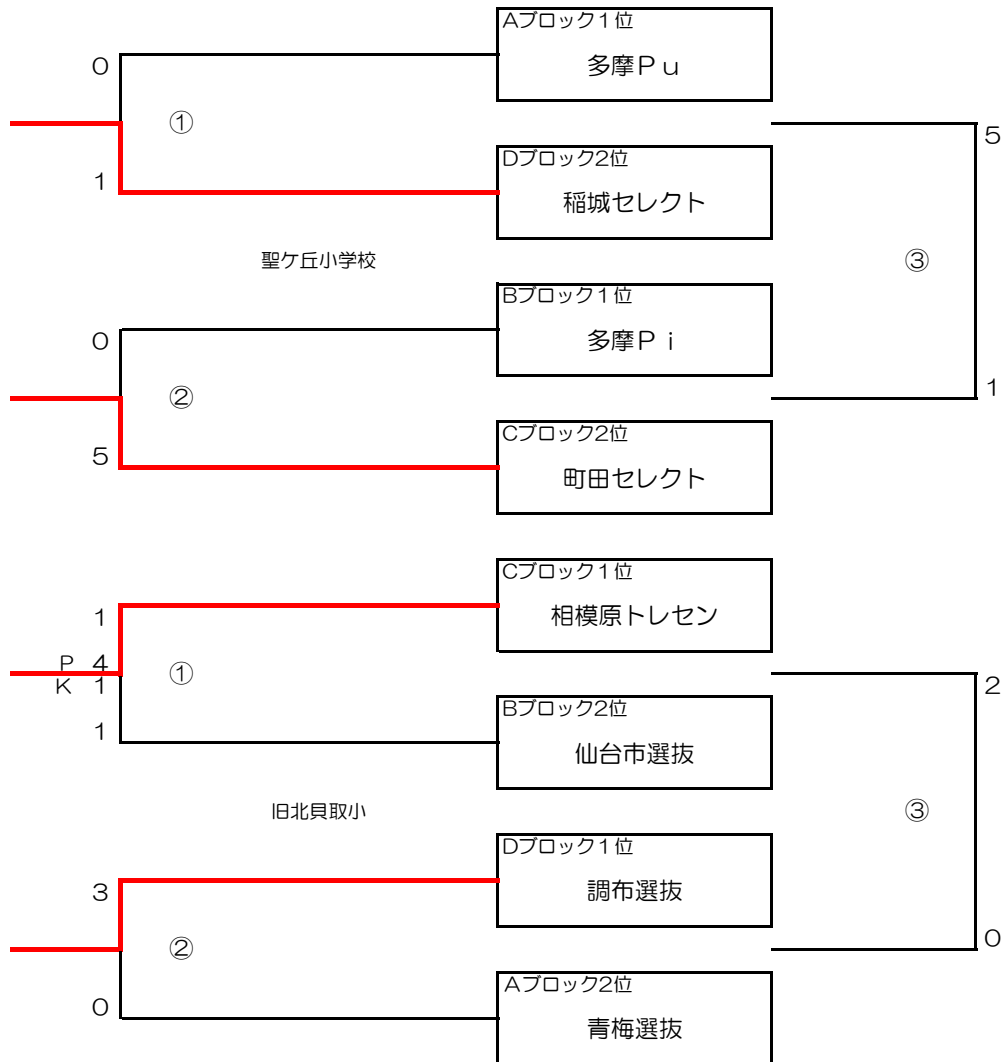 Aブロック1位
多摩Ｐｕ
0
①
5
Dブロック2位
1
稲城セレクト
聖ケ丘小学校
③
Bブロック1位
多摩Ｐｉ
0
②
1
Cブロック2位
5
町田セレクト
Cブロック1位
相模原トレセン
1
P 4
K 1
①
2
Bブロック2位
1
仙台市選抜
旧北貝取小
③
Dブロック1位
調布選抜
3
②
0
Aブロック2位
0
青梅選抜